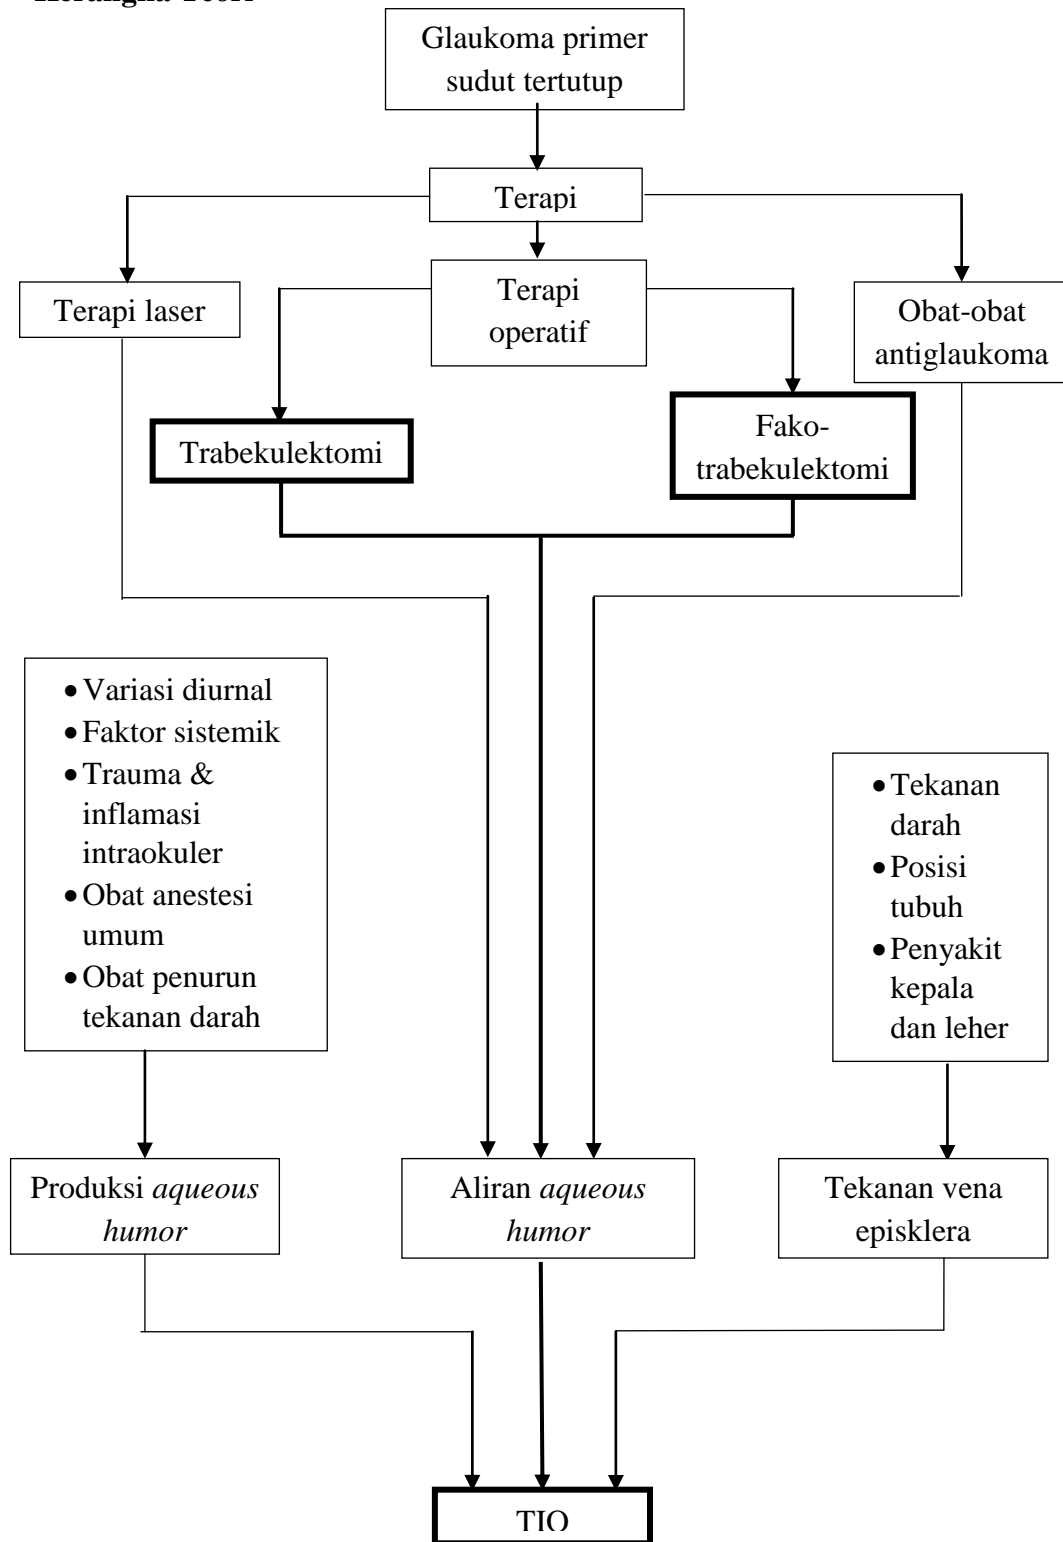 Glaukoma primer
sudut tertutup
Terapi
Terapi laser
Terapi
operatif
Obat-obat
antiglaukoma
Trabekulektomi
Fako-
trabekulektomi
•Variasi diurnal
•Faktor sistemik
•Trauma &
inflamasi
intraokuler
•Obat anestesi
umum
•Obat penurun
tekanan darah
•Tekanan
darah
•Posisi
tubuh
•Penyakit
kepala
dan leher
Produksi aqueous
humor
Aliran aqueous
humor
Tekanan vena
episklera
TIO